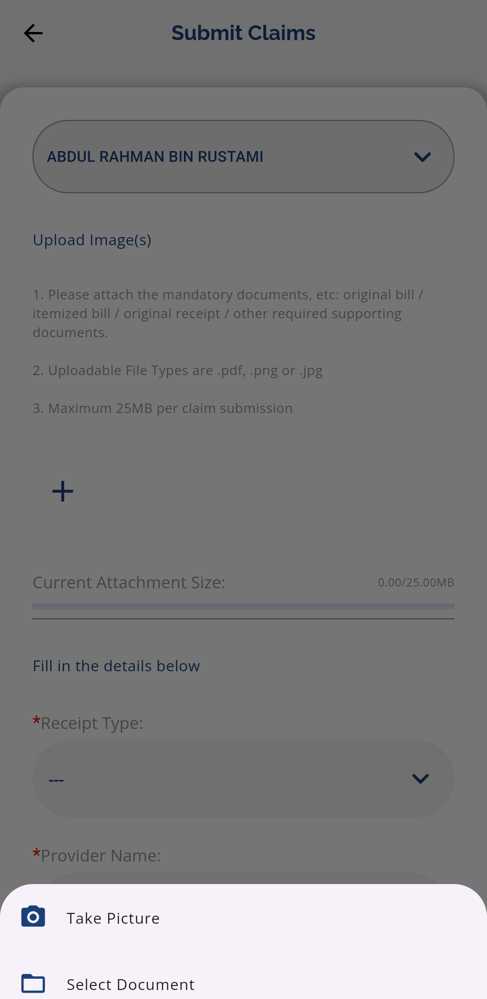 Submit Claims
ABDUL RAHMAN BIN RUSTAMI
Upload Image(s)
1. Please attach the mandatory documents, etc: original bill /
itemized bill / original receipt / other required supporting
documents.
2. Uploadable File Types are .pdf, .png or .jpg
3. Maximum 25MB per claim submission
Current Attachment Size: 0.00/25.00MB
Fill in the details below
*Receipt Type:
---
*Provider Name:
Take Picture
Select Document